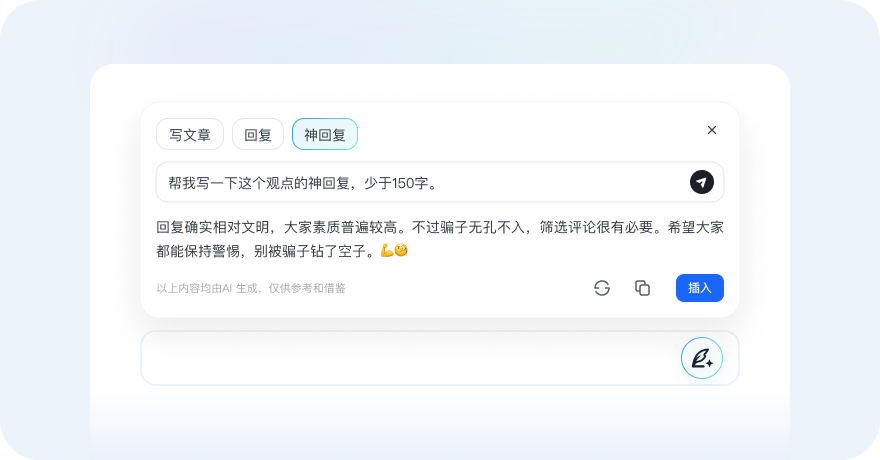 写文章 回复 神回复
帮我写一下这个观点的神回复，少于150字。
回复确实相对文明，大家素质普遍较高。不过骗子无孔不入，筛选评论很有必要。希望大家
都能保持警惕，别被骗子钻了空子。💪🧐
以上内容均由AI 生成，仅供参考和借鉴
插入